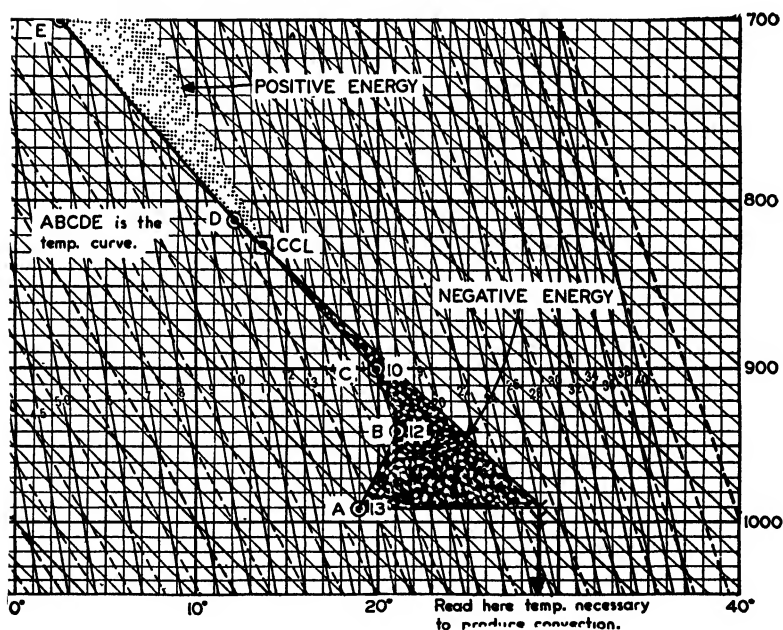 700
E
POSITIVE ENERGY
800
ABCDE is the
temp. curve.
D
CCL
NEGATIVE ENERGY
900
C
10
B
12
A
13
1000
0°
10°
20°
40°
Read here temp. necessary
to produce convection.